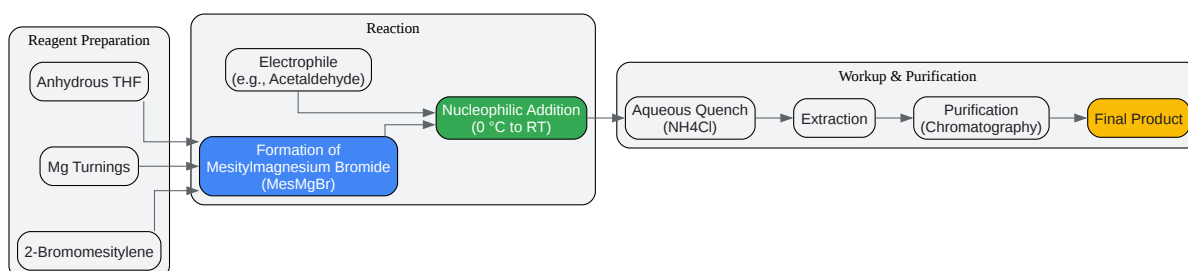 Reagent Preparation
Anhydrous THF
Mg Turnings
2-Bromomesitylene
Reaction
Electrophile
(e.g., Acetaldehyde)
Formation of
Mesitylmagnesium Bromide
(MesMgBr)
Nucleophilic Addition
(0 °C to RT)
Workup & Purification
Aqueous Quench
(NH4Cl)
Extraction
Purification
(Chromatography)
Final Product